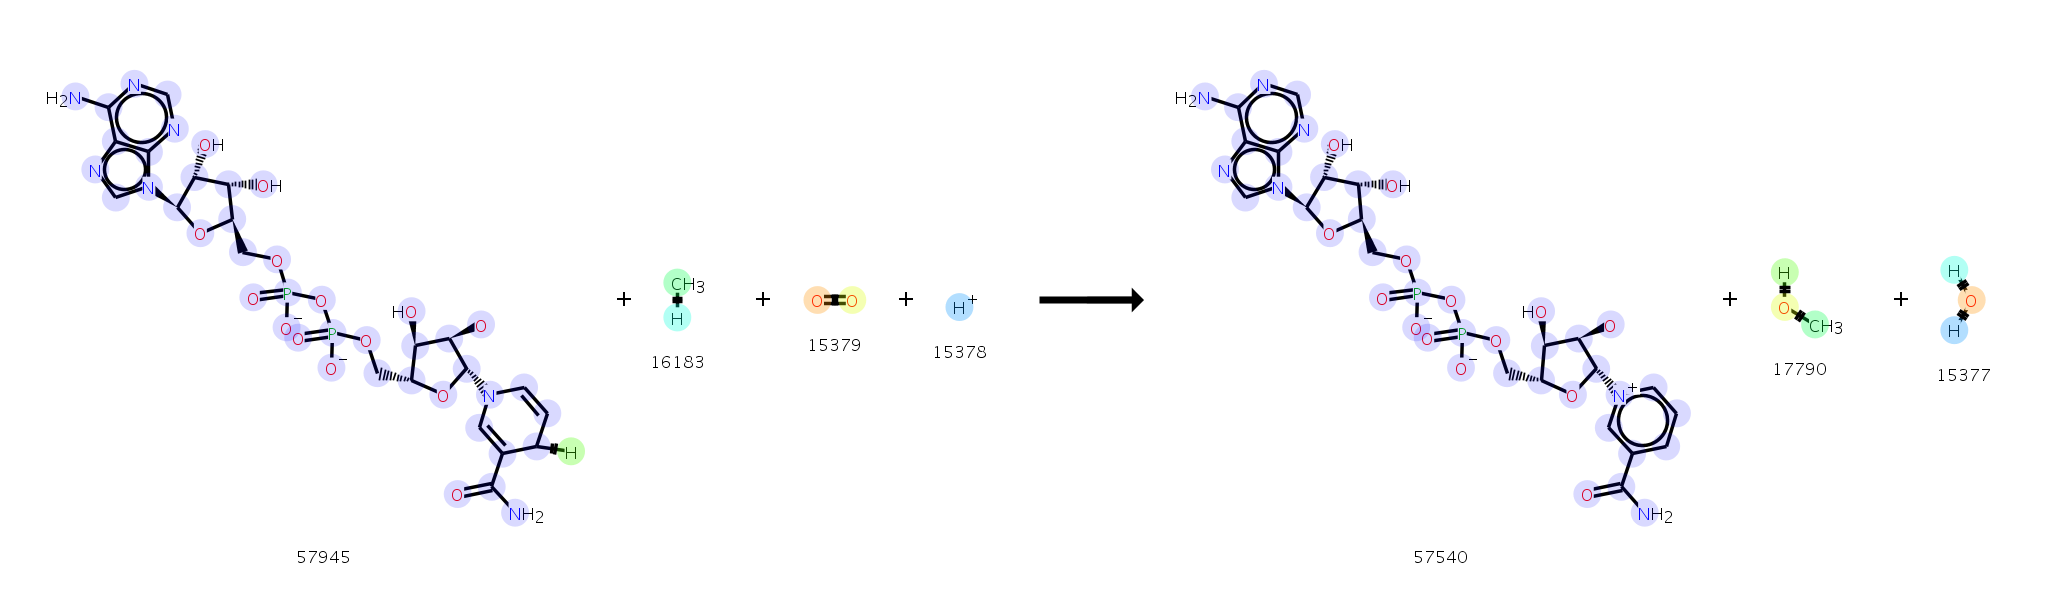 H2N N N N N OH OH O O O P O O− O P O O− O HO O O N H O NH2
57945
+
CH3 H
16183
+
O O
15379
+
H+
15378
H2N N N N N OH OH O O O P O O− O P O O− O HO O O N+ O NH2
57540
+
H O CH3
17790
+
H O H
15377